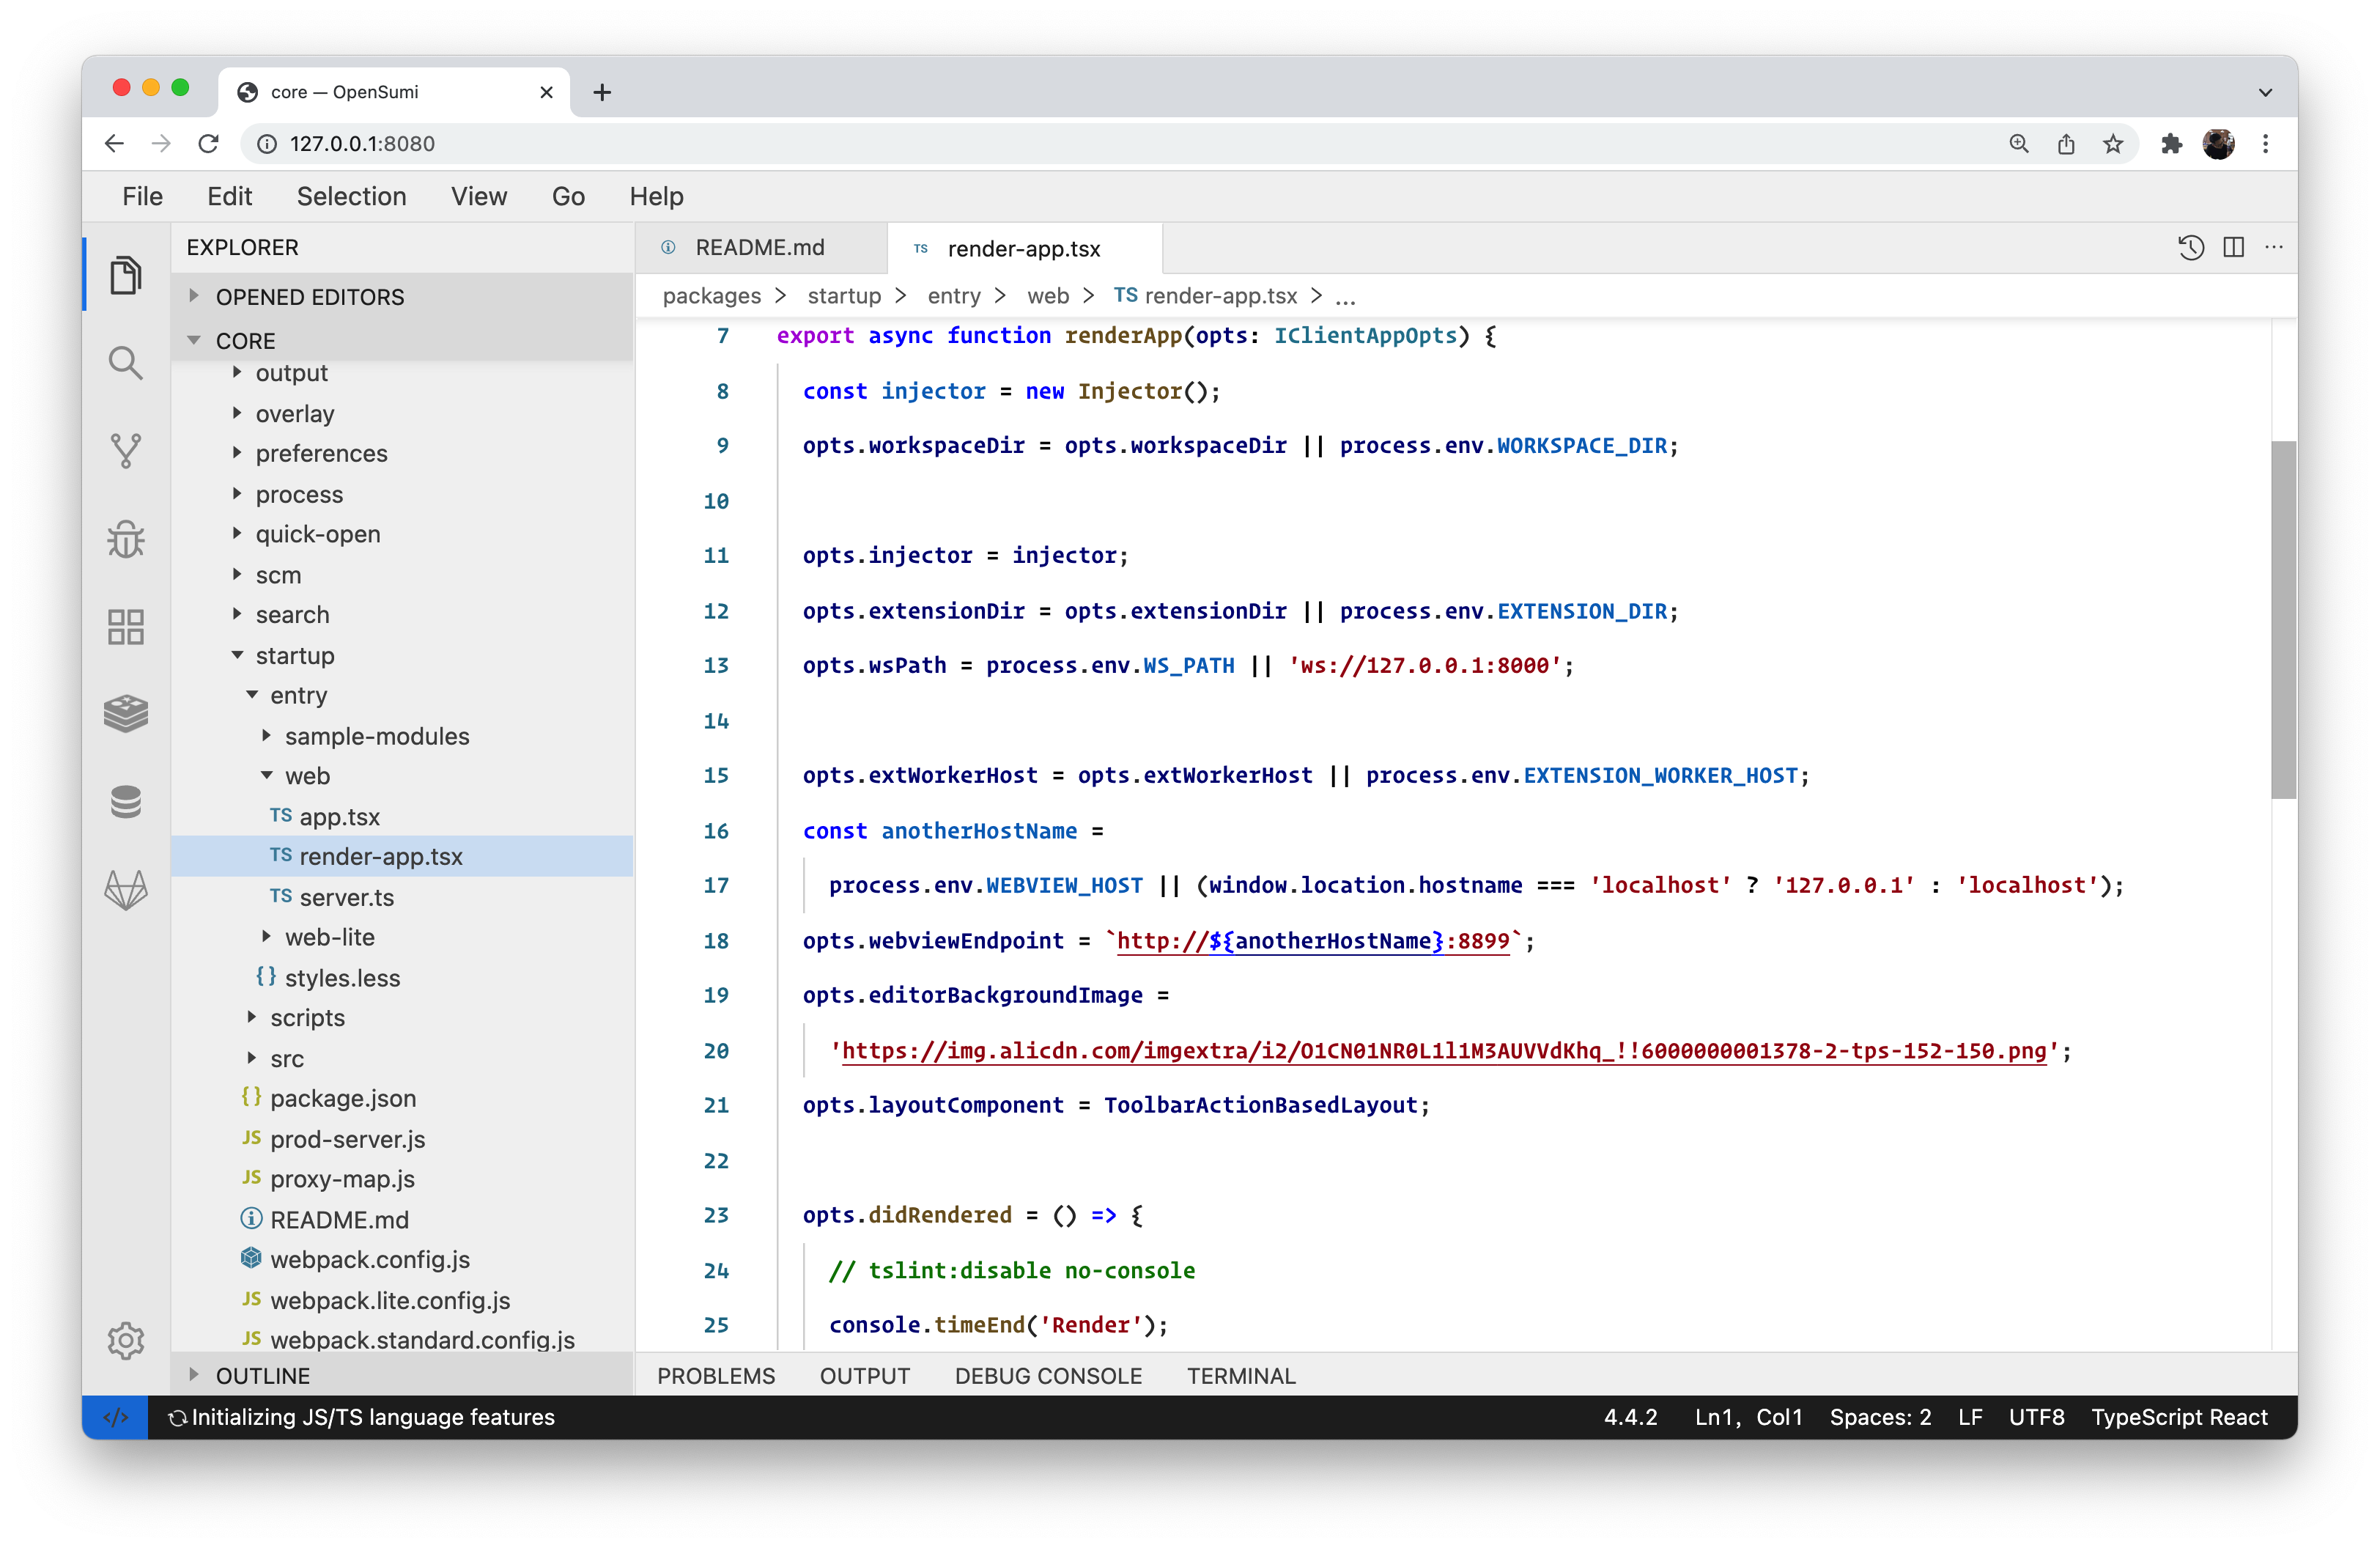 core — OpenSumi
127.0.0.1:8080
File Edit Selection View Go Help
EXPLORER
OPENED EDITORS
CORE
output
overlay
preferences
process
quick-open
scm
search
startup
entry
sample-modules
web
TS app.tsx
TS render-app.tsx
TS server.ts
web-lite
{} styles.less
scripts
src
{} package.json
JS prod-server.js
JS proxy-map.js
README.md
webpack.config.js
JS webpack.lite.config.js
JS webpack.standard.config.js
OUTLINE
README.md TS render-app.tsx
packages > startup > entry > web > TS render-app.tsx > ...
7 export async function renderApp(opts: IClientAppOpts) {
8 const injector = new Injector();
9 opts.workspaceDir = opts.workspaceDir || process.env.WORKSPACE_DIR;
10
11 opts.injector = injector;
12 opts.extensionDir = opts.extensionDir || process.env.EXTENSION_DIR;
13 opts.wsPath = process.env.WS_PATH || 'ws://127.0.0.1:8000';
14
15 opts.extWorkerHost = opts.extWorkerHost || process.env.EXTENSION_WORKER_HOST;
16 const anotherHostName =
17 process.env.WEBVIEW_HOST || (window.location.hostname === 'localhost' ? '127.0.0.1' : 'localhost');
18 opts.webviewEndpoint = `http://${anotherHostName}:8899`;
19 opts.editorBackgroundImage =
20 'https://img.alicdn.com/imgextra/i2/O1CN01NR0L1l1M3AUVVdKhq_!!6000000001378-2-tps-152-150.png';
21 opts.layoutComponent = ToolbarActionBasedLayout;
22
23 opts.didRendered = () => {
24 // tslint:disable no-console
25 console.timeEnd('Render');
PROBLEMS OUTPUT DEBUG CONSOLE TERMINAL
</> Initializing JS/TS language features 4.4.2 Ln1, Col1 Spaces: 2 LF UTF8 TypeScript React